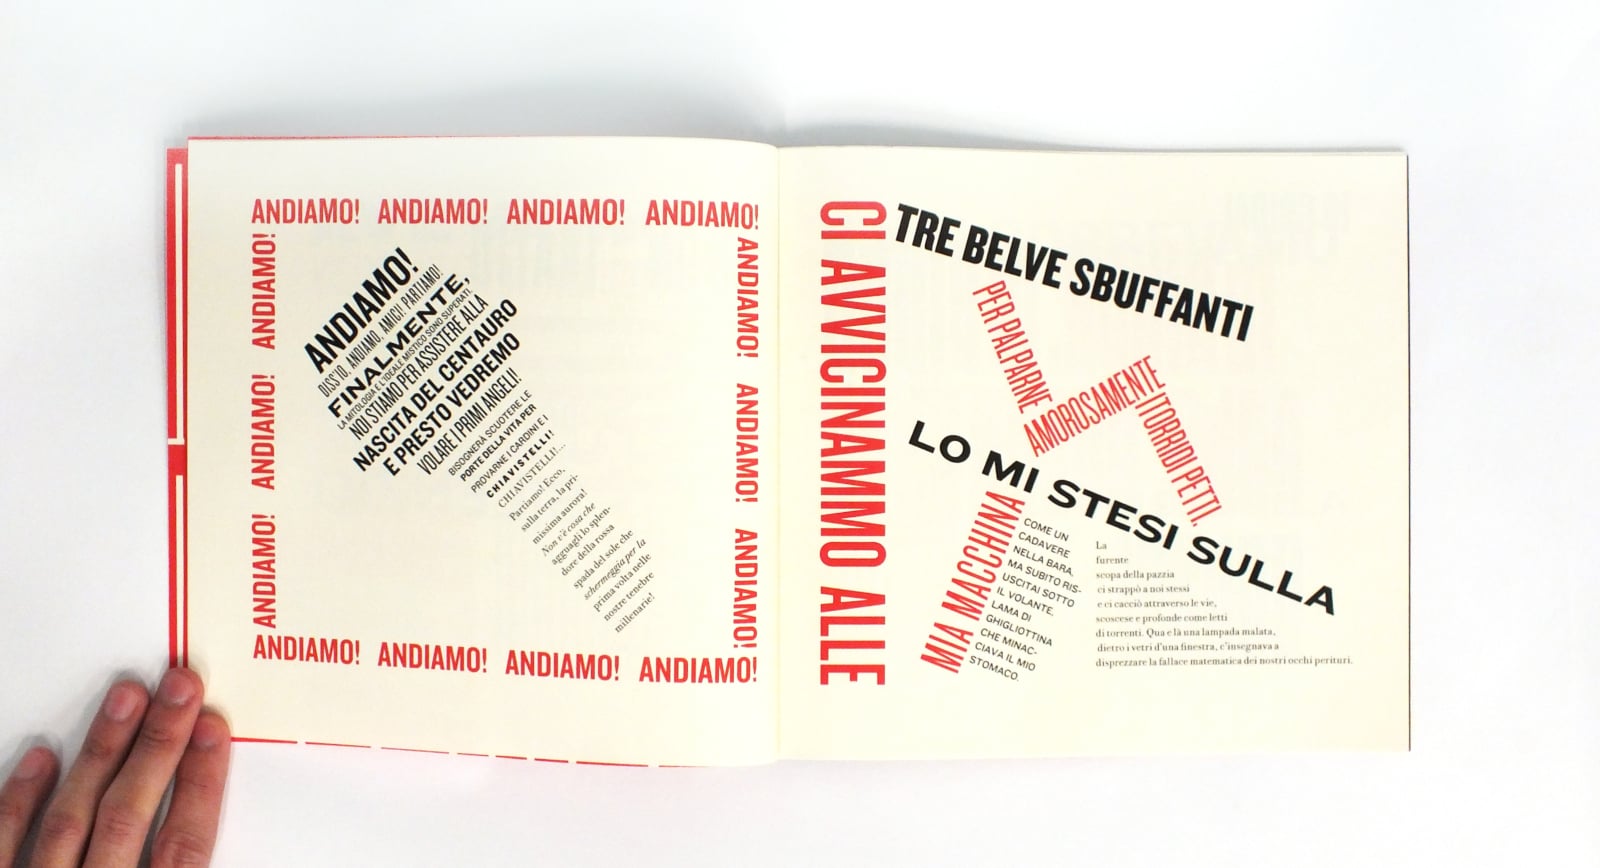 ANDIAMO! ANDIAMO! ANDIAMO! ANDIAMO!
ANDIAMO!
ANDIAMO!
ANDIAMO!
ANDIAMO!
ANDIAMO!
ANDIAMO!
ANDIAMO! ANDIAMO! ANDIAMO! ANDIAMO!
ANDIAMO!
DISS'IO, ANDIAMO, AMICI! PARTIAMO!
FINALMENTE,
LA MITOLOGIA E L'IDEALE MISTICO SONO SUPERATI.
NOI STIAMO PER ASSISTERE ALLA
NASCITA DEL CENTAURO
E PRESTO VEDREMO
VOLARE I PRIMI ANGELI!
BISOGNERÀ SCUOTERE LE
PORTE DELLA VITA PER
PROVARNE I CARDINI E I
CHIAVISTELLI!
CHIAVISTELLI!...
Partiamo! Ecco,
sulla terra, la pri-
missima aurora!
Non v'è cosa che
agguagli lo splen-
dore della rossa
spada del sole che
schermeggia per la
prima volta nelle
nostre tenebre
millenarie!
CI AVVICINAMMO ALLE
TRE BELVE SBUFFANTI
PER PALPARNE
AMOROSAMENTE
I TORRIDI PETTI.
LO MI STESI SULLA
MIA MACCHINA
COME UN
CADAVERE
NELLA BARA,
MA SUBITO RIS-
USCITAI SOTTO
IL VOLANTE,
LAMA DI
GHIGLIOTTINA
CHE MINAC-
CIAVA IL MIO
STOMACO.
La
furente
scopa della pazzia
ci strappò a noi stessi
e ci cacciò attraverso le vie,
scoscese e profonde come letti
di torrenti. Qua e là una lampada malata,
dietro i vetri d'una finestra, c'insegnava a
disprezzare la fallace matematica dei nostri occhi perituri.